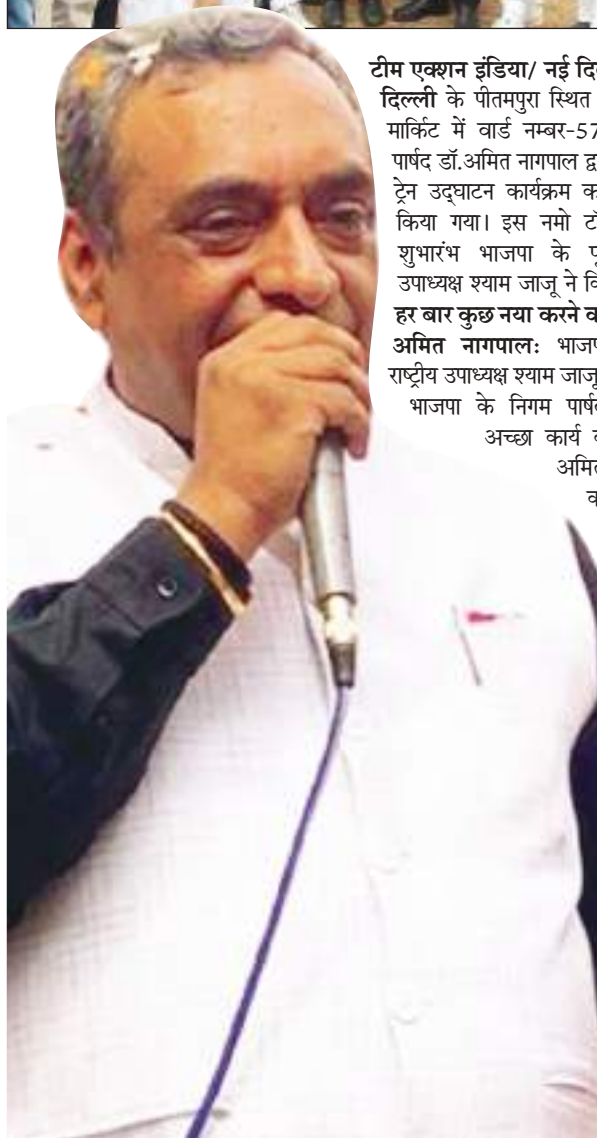 टीम एक्शन इंडिया/ नई दिल
दिल्ली के पीतमपुरा स्थित
मार्किट में वार्ड नम्बर-57
पार्षद डॉ.अमित नागपाल द्व
ट्रेन उद्घाटन कार्यक्रम क
किया गया। इस नमो टॉ
शुभारंभ भाजपा के पू
उपाध्यक्ष श्याम जाजू ने कि
हर बार कुछ नया करने व
अमित नागपालः भाजप
राष्ट्रीय उपाध्यक्ष श्याम जाजू
भाजपा के निगम पार्ष
अच्छा कार्य क
अमित